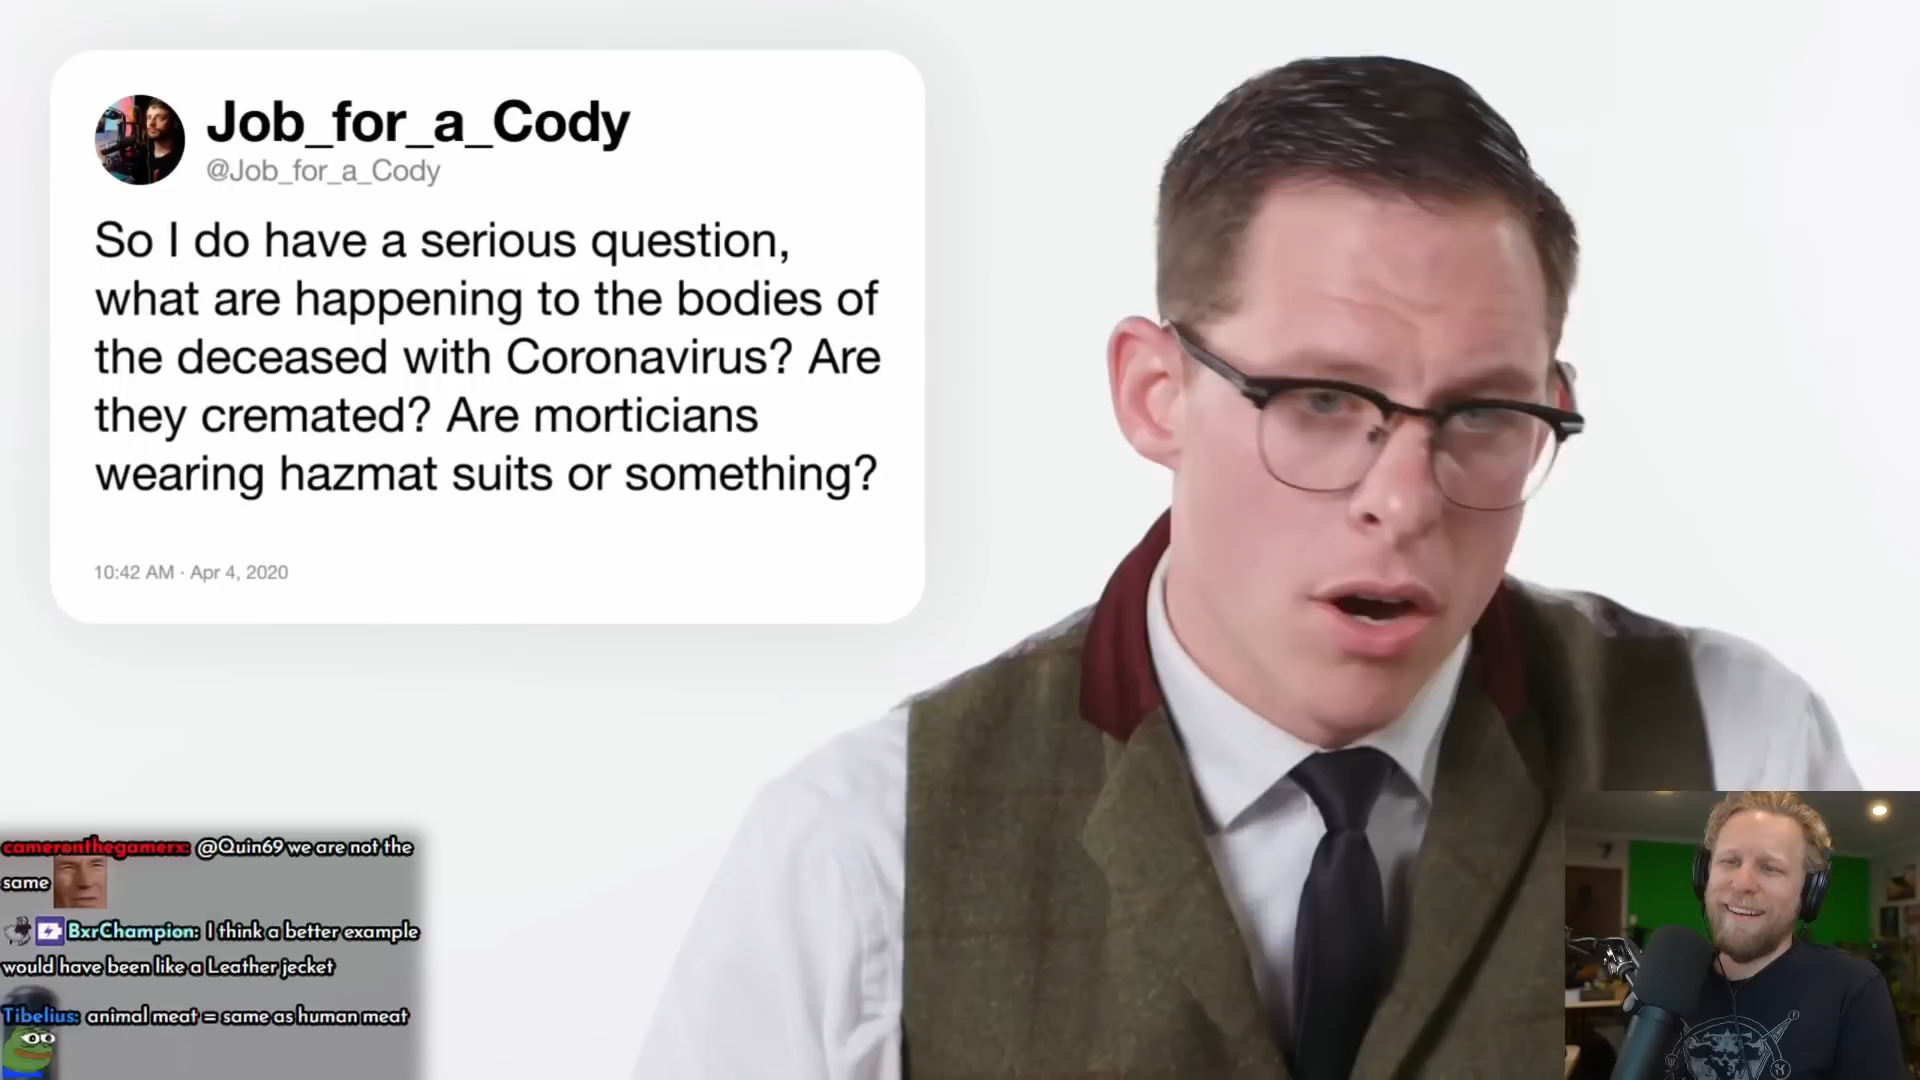 Job_for_a_Cody
@Job_for_a_Cody
So I do have a serious question,
what are happening to the bodies of
the deceased with Coronavirus? Are
they cremated? Are morticians
wearing hazmat suits or something?
10:42 AM · Apr 4, 2020
cameronthegamerx: @Quin69 we are not the
same
BxrChampion: I think a better example
would have been like a Leather jecket
Tibelius: animal meat = same as human meat